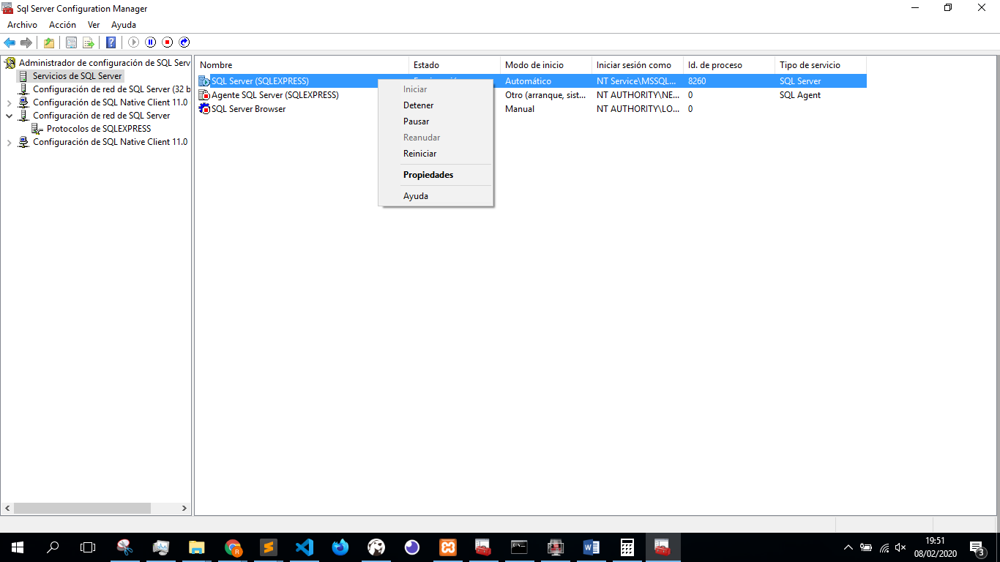 Sql Server Configuration Manager
Archivo Acción Ver Ayuda
Administrador de configuración de SQL Serv
Servicios de SQL Server
Configuración de red de SQL Server (32 b
Configuración de SQL Native Client 11.0
Configuración de red de SQL Server
Protocolos de SQLEXPRESS
Configuración de SQL Native Client 11.0
Nombre Estado Modo de inicio Iniciar sesión como Id. de proceso Tipo de servicio
SQL Server (SQLEXPRESS) Automático NT Service\MSSQL... 8260 SQL Server
Agente SQL Server (SQLEXPRESS) Otro (arranque, sist... NT AUTHORITY\NE... 0 SQL Agent
SQL Server Browser Manual NT AUTHORITY\LO... 0
Iniciar
Detener
Pausar
Reanudar
Reiniciar
Propiedades
Ayuda
19:51
08/02/2020
3